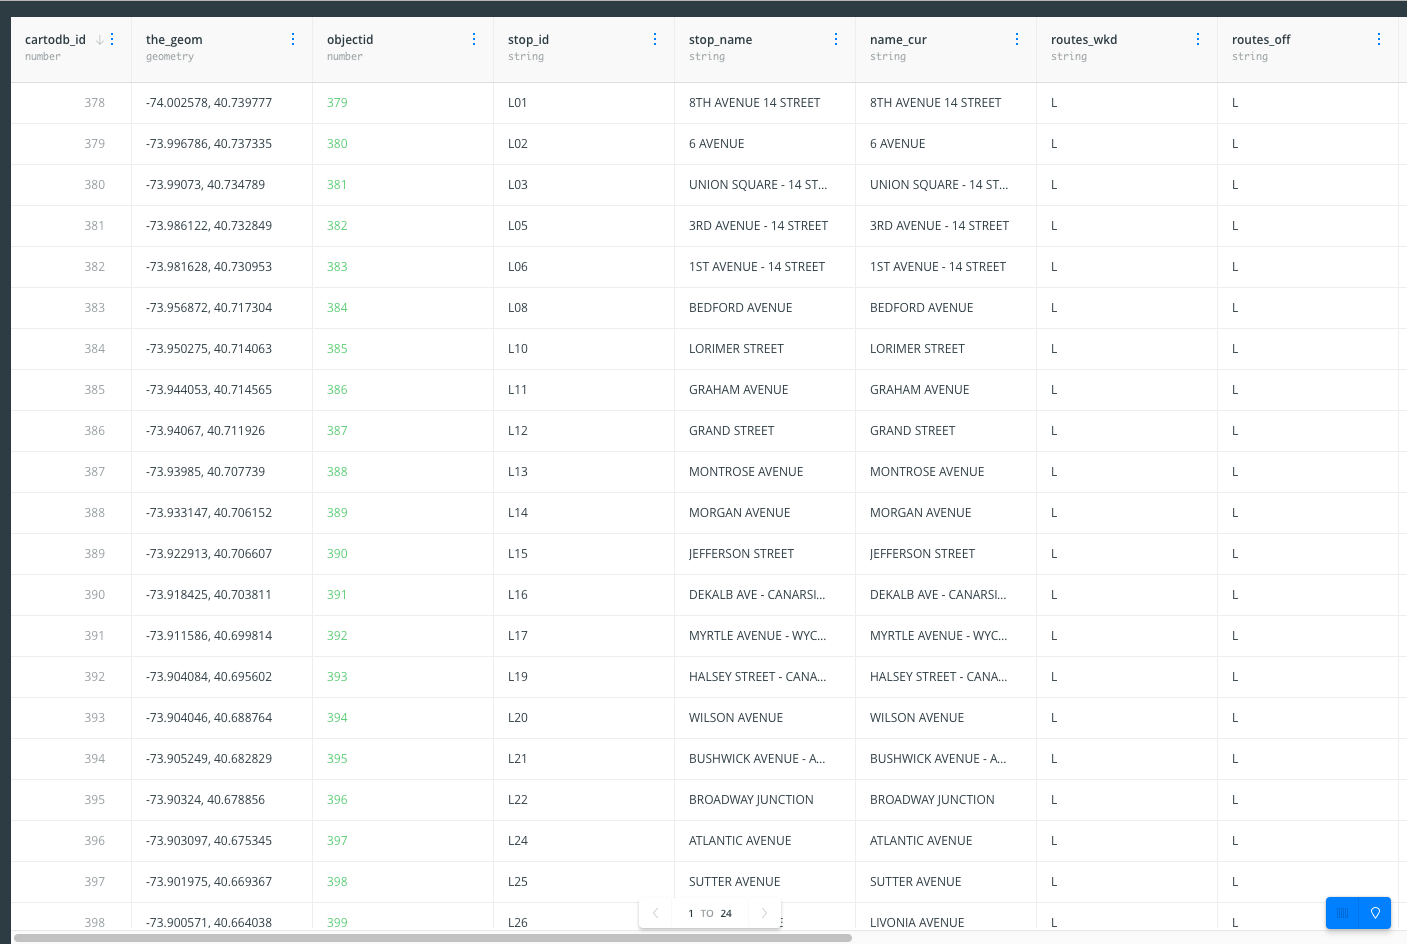 cartodb_id the_geom objectid stop_id stop_name name_cur routes_wkd routes_off
number geometry number string string string string string
378 -74.002578, 40.739777 379 L01 8TH AVENUE 14 STREET 8TH AVENUE 14 STREET L L
379 -73.996786, 40.737335 380 L02 6 AVENUE 6 AVENUE L L
380 -73.99073, 40.734789 381 L03 UNION SQUARE - 14 ST... UNION SQUARE - 14 ST... L L
381 -73.986122, 40.732849 382 L05 3RD AVENUE - 14 STREET 3RD AVENUE - 14 STREET L L
382 -73.981628, 40.730953 383 L06 1ST AVENUE - 14 STREET 1ST AVENUE - 14 STREET L L
383 -73.956872, 40.717304 384 L08 BEDFORD AVENUE BEDFORD AVENUE L L
384 -73.950275, 40.714063 385 L10 LORIMER STREET LORIMER STREET L L
385 -73.944053, 40.714565 386 L11 GRAHAM AVENUE GRAHAM AVENUE L L
386 -73.94067, 40.711926 387 L12 GRAND STREET GRAND STREET L L
387 -73.93985, 40.707739 388 L13 MONTROSE AVENUE MONTROSE AVENUE L L
388 -73.933147, 40.706152 389 L14 MORGAN AVENUE MORGAN AVENUE L L
389 -73.922913, 40.706607 390 L15 JEFFERSON STREET JEFFERSON STREET L L
390 -73.918425, 40.703811 391 L16 DEKALB AVE - CANARSI... DEKALB AVE - CANARSI... L L
391 -73.911586, 40.699814 392 L17 MYRTLE AVENUE - WYC... MYRTLE AVENUE - WYC... L L
392 -73.904084, 40.695602 393 L19 HALSEY STREET - CANA... HALSEY STREET - CANA... L L
393 -73.904046, 40.688764 394 L20 WILSON AVENUE WILSON AVENUE L L
394 -73.905249, 40.682829 395 L21 BUSHWICK AVENUE - A... BUSHWICK AVENUE - A... L L
395 -73.90324, 40.678856 396 L22 BROADWAY JUNCTION BROADWAY JUNCTION L L
396 -73.903097, 40.675345 397 L24 ATLANTIC AVENUE ATLANTIC AVENUE L L
397 -73.901975, 40.669367 398 L25 SUTTER AVENUE SUTTER AVENUE L L
398 -73.900571, 40.664038 399 L26 LIVONIA AVENUE L L
1 TO 24